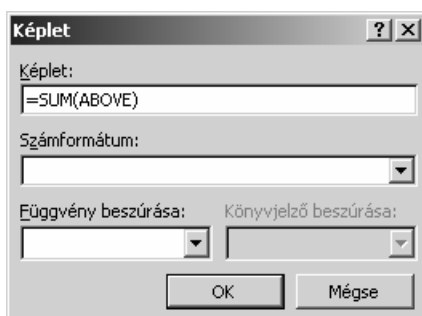 Képlet
Képlet:
=SUM(ABOVE)
Számformátum:
Függvény beszúrása: Könyvjelző beszúrása:
OK Mégse